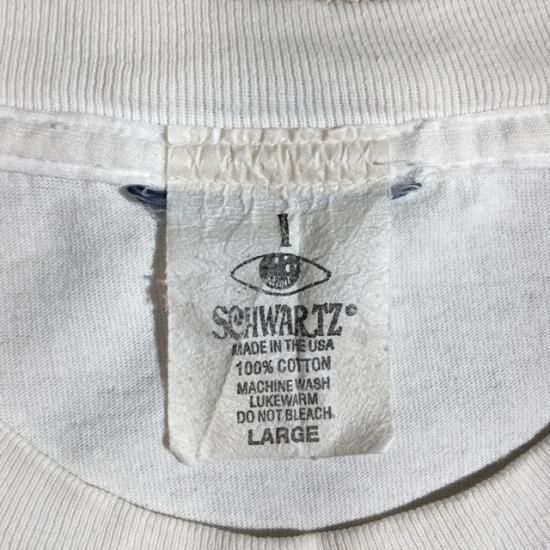 I
SCHWARTZ®
MADE IN THE USA
100% COTTON
MACHINE WASH
LUKEWARM
DO NOT BLEACH
LARGE